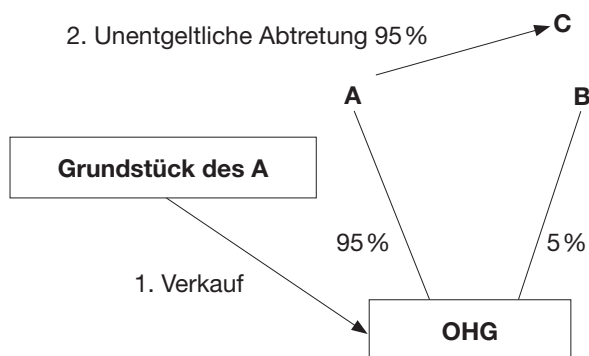 2. Unentgeltliche Abtretung 95 %
C
A
B
Grundstück des A
95 %
5 %
1. Verkauf
OHG